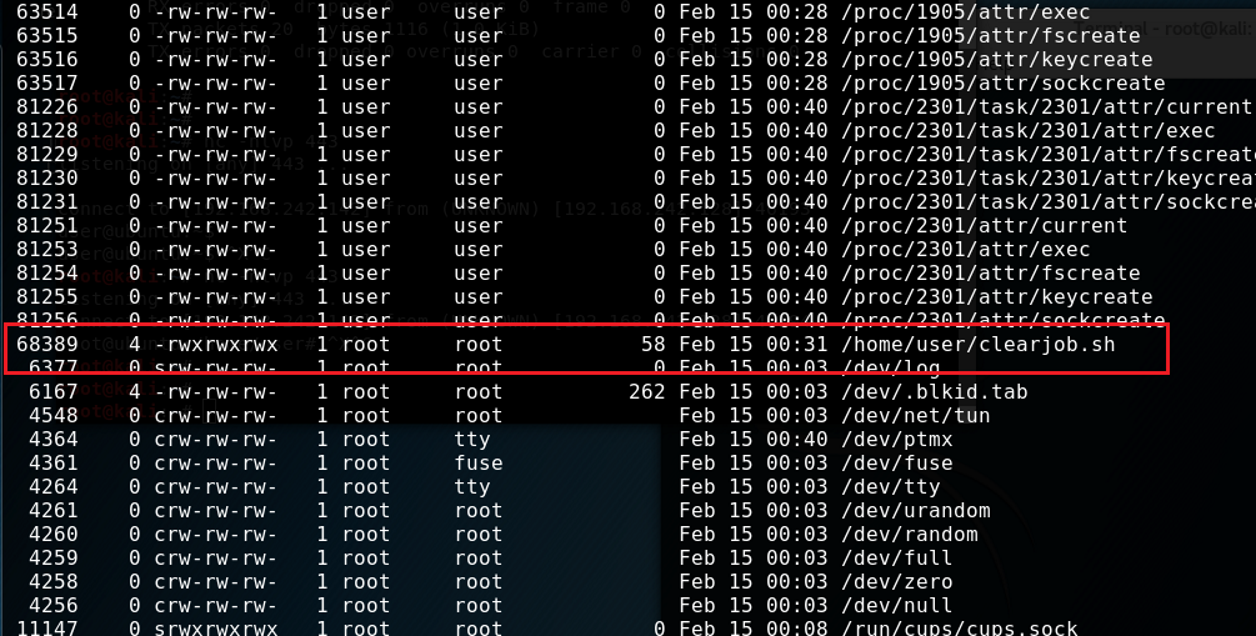 63514 0 -rw-rw-rw- 1 user user 0 Feb 15 00:28 /proc/1905/attr/exec
63515 0 -rw-rw-rw- 1 user user 0 Feb 15 00:28 /proc/1905/attr/fscreate
63516 0 -rw-rw-rw- 1 user user 0 Feb 15 00:28 /proc/1905/attr/keycreate
63517 0 -rw-rw-rw- 1 user user 0 Feb 15 00:28 /proc/1905/attr/sockcreate
81226 0 -rw-rw-rw- 1 user user 0 Feb 15 00:40 /proc/2301/task/2301/attr/current
81228 0 -rw-rw-rw- 1 user user 0 Feb 15 00:40 /proc/2301/task/2301/attr/exec
81229 0 -rw-rw-rw- 1 user user 0 Feb 15 00:40 /proc/2301/task/2301/attr/fscreat
81230 0 -rw-rw-rw- 1 user user 0 Feb 15 00:40 /proc/2301/task/2301/attr/keycrea
81231 0 -rw-rw-rw- 1 user user 0 Feb 15 00:40 /proc/2301/task/2301/attr/sockcre
81251 0 -rw-rw-rw- 1 user user 0 Feb 15 00:40 /proc/2301/attr/current
81253 0 -rw-rw-rw- 1 user user 0 Feb 15 00:40 /proc/2301/attr/exec
81254 0 -rw-rw-rw- 1 user user 0 Feb 15 00:40 /proc/2301/attr/fscreate
81255 0 -rw-rw-rw- 1 user user 0 Feb 15 00:40 /proc/2301/attr/keycreate
81256 0 -rw-rw-rw- 1 user user 0 Feb 15 00:40 /proc/2301/attr/sockcreate
68389 4 -rwxrwxrwx 1 root root 58 Feb 15 00:31 /home/user/clearjob.sh
6377 0 srw-rw-rw- 1 root root 0 Feb 15 00:03 /dev/log
6167 4 -rw-rw-rw- 1 root root 262 Feb 15 00:03 /dev/.blkid.tab
4548 0 crw-rw-rw- 1 root root Feb 15 00:03 /dev/net/tun
4364 0 crw-rw-rw- 1 root tty Feb 15 00:40 /dev/ptmx
4361 0 crw-rw-rw- 1 root fuse Feb 15 00:03 /dev/fuse
4264 0 crw-rw-rw- 1 root tty Feb 15 00:03 /dev/tty
4261 0 crw-rw-rw- 1 root root Feb 15 00:03 /dev/urandom
4260 0 crw-rw-rw- 1 root root Feb 15 00:03 /dev/random
4259 0 crw-rw-rw- 1 root root Feb 15 00:03 /dev/full
4258 0 crw-rw-rw- 1 root root Feb 15 00:03 /dev/zero
4256 0 crw-rw-rw- 1 root root Feb 15 00:03 /dev/null
11147 0 srwxrwxrwx 1 root root 0 Feb 15 00:08 /run/cups/cups.sock